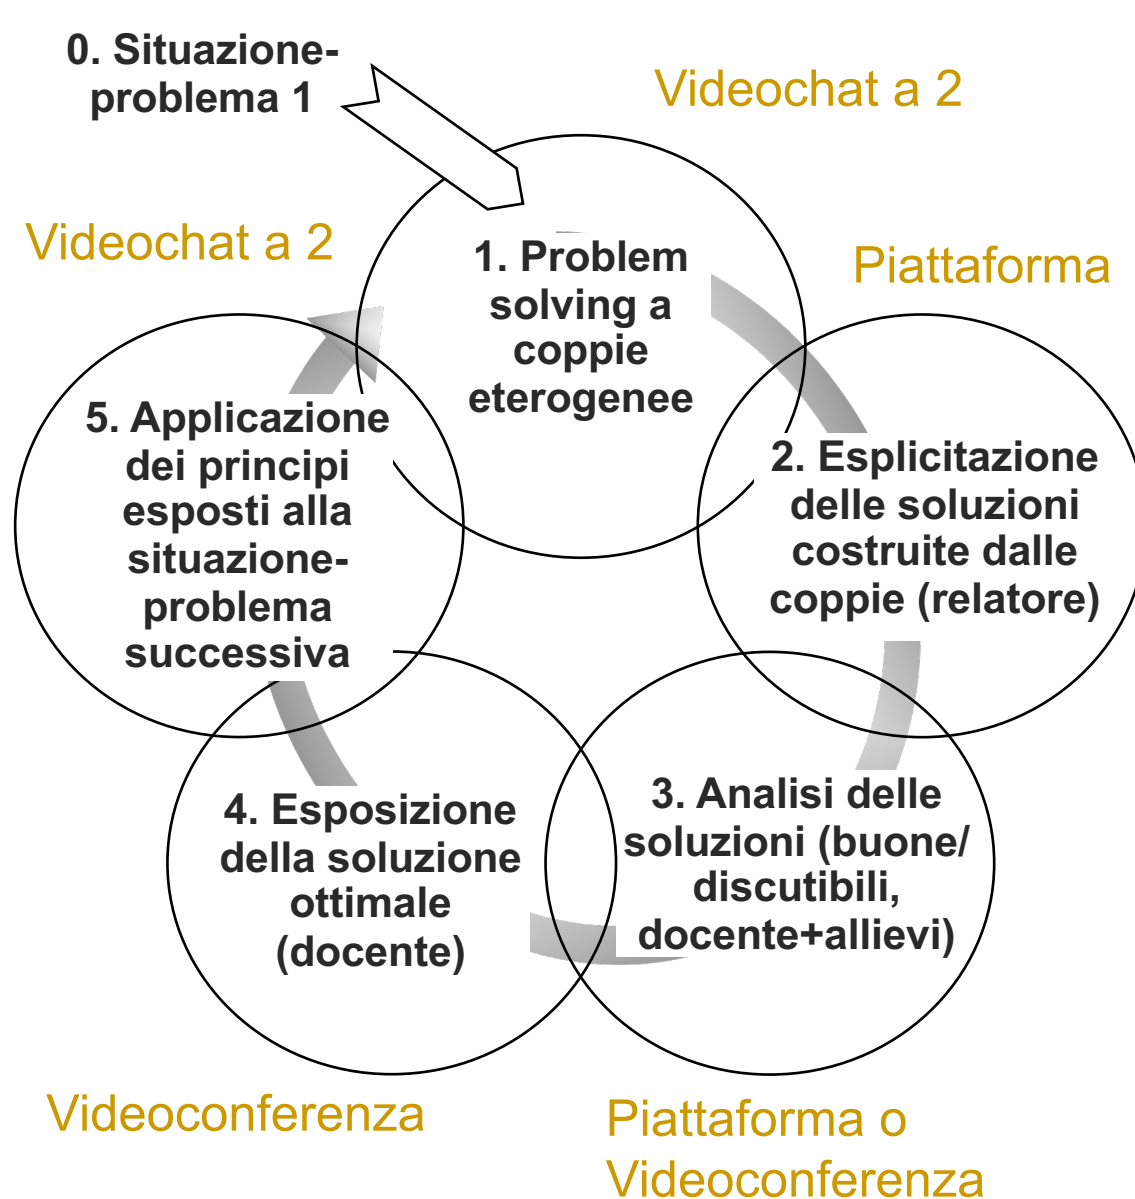 0. Situazione-
problema 1
Videochat a 2
Videochat a 2
1. Problem
solving a
coppie
eterogenee
Piattaforma
2. Esplicitazione
delle soluzioni
costruite dalle
coppie (relatore)
5. Applicazione
dei principi
esposti alla
situazione-
problema
successiva
3. Analisi delle
soluzioni (buone/
discutibili,
docente+allievi)
4. Esposizione
della soluzione
ottimale
(docente)
Videoconferenza
Piattaforma o
Videoconferenza